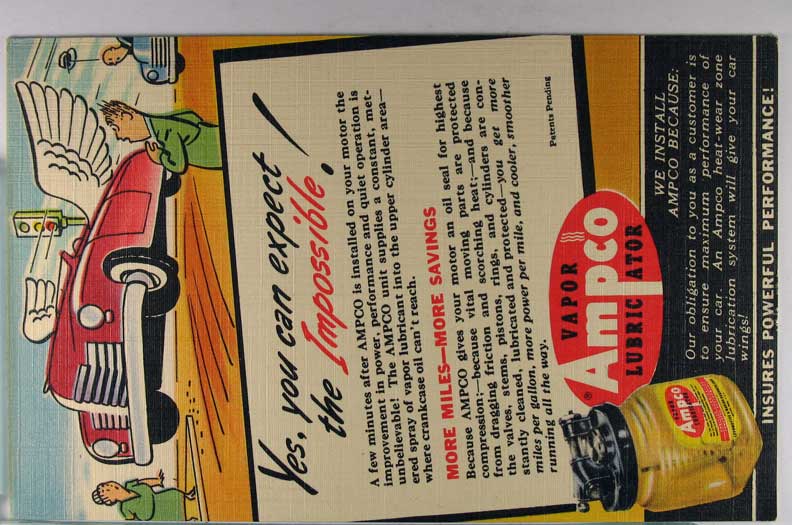 Yes, you can expect
the Impossible!
A few minutes after AMPCO is installed on your motor the
improvement in power, performance and quiet operation is
unbelievable! The AMPCO unit supplies a constant, met-
ered spray of vapor lubricant into the upper cylinder area—
where crankcase oil can't reach.
MORE MILES—MORE SAVINGS
Because AMPCO gives your motor an oil seal for highest
compression;—because vital moving parts are protected
from dragging friction and scorching heat;—and because
the valves, stems, pistons, rings, and cylinders are con-
stantly cleaned, lubricated and protected—you get more
miles per gallon, more power per mile, and cooler, smoother
running all the way.
Patents Pending
®
VAPOR
Ampco
LUBRICATOR
Ampco
WE INSTALL
AMPCO BECAUSE:
Our obligation to you as a customer is
to ensure maximum performance of
your car. An Ampco heat-wear zone
lubrication system will give your car
wings!
INSURES POWERFUL PERFORMANCE!